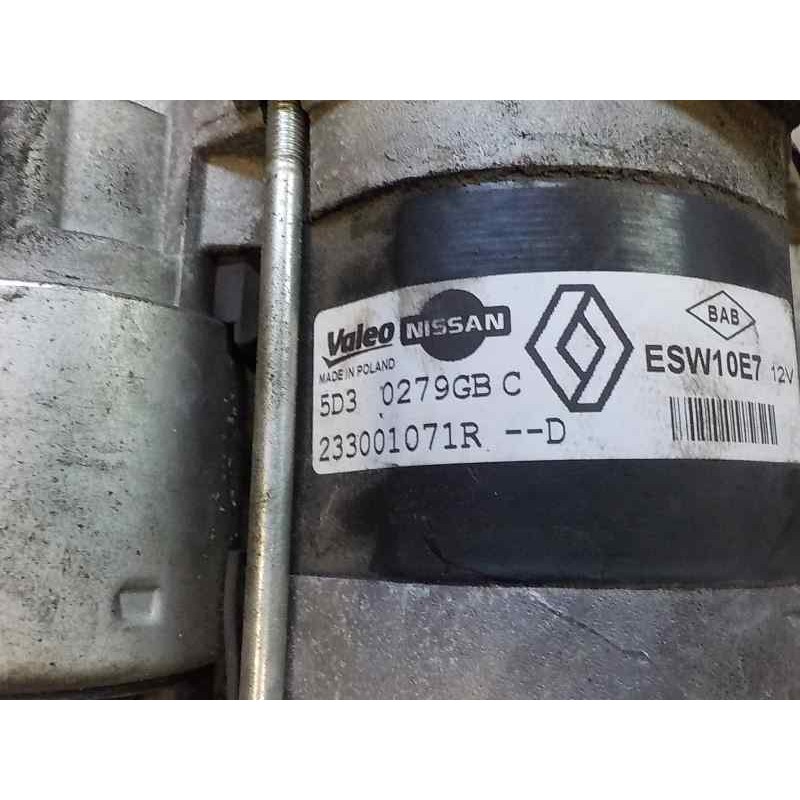 Valeo NISSAN
BAB
MADE IN POLAND
ESW10E7 12V
5D3 0279GB C
233001071R --D